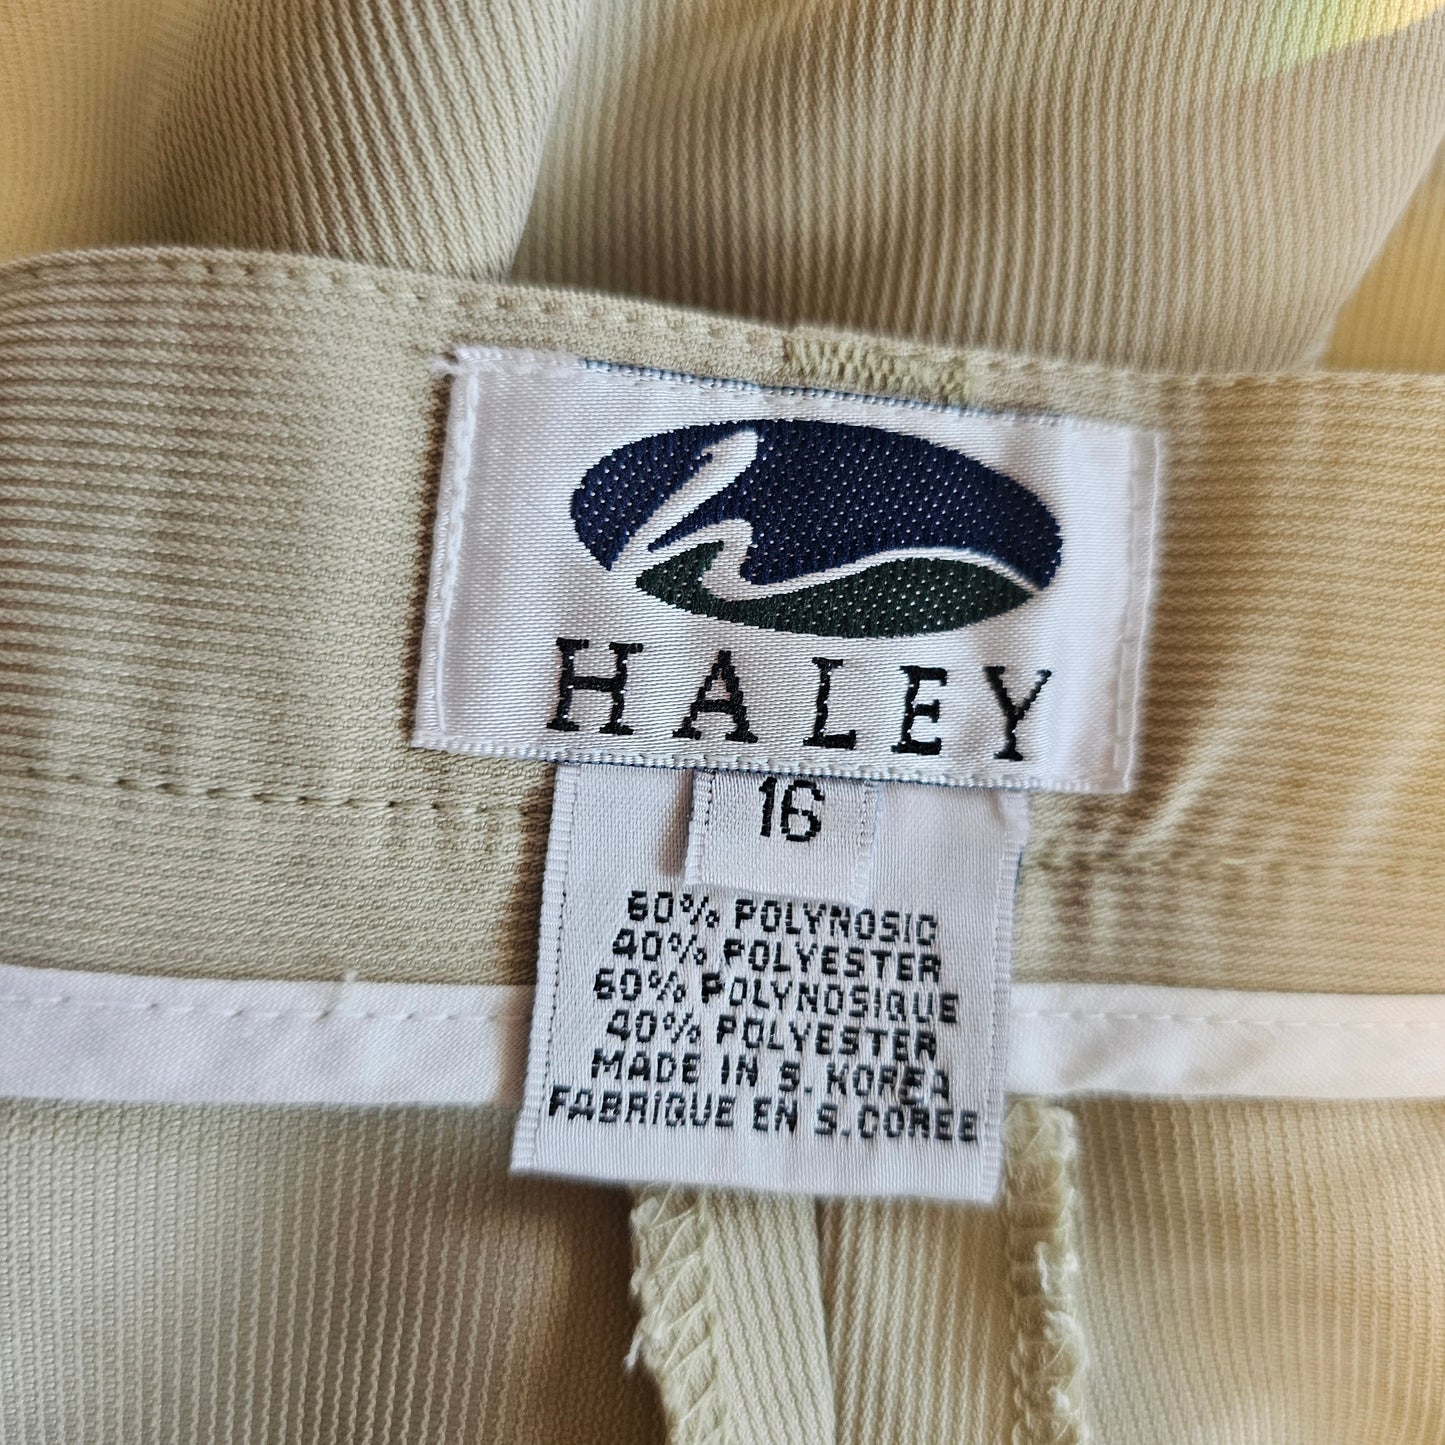 h
HALEY
16
60% POLYNOSIC
40% POLYESTER
60% POLYNOSIQUE
40% POLYESTER
MADE IN S. KOREA
FABRIQUE EN S.COREE